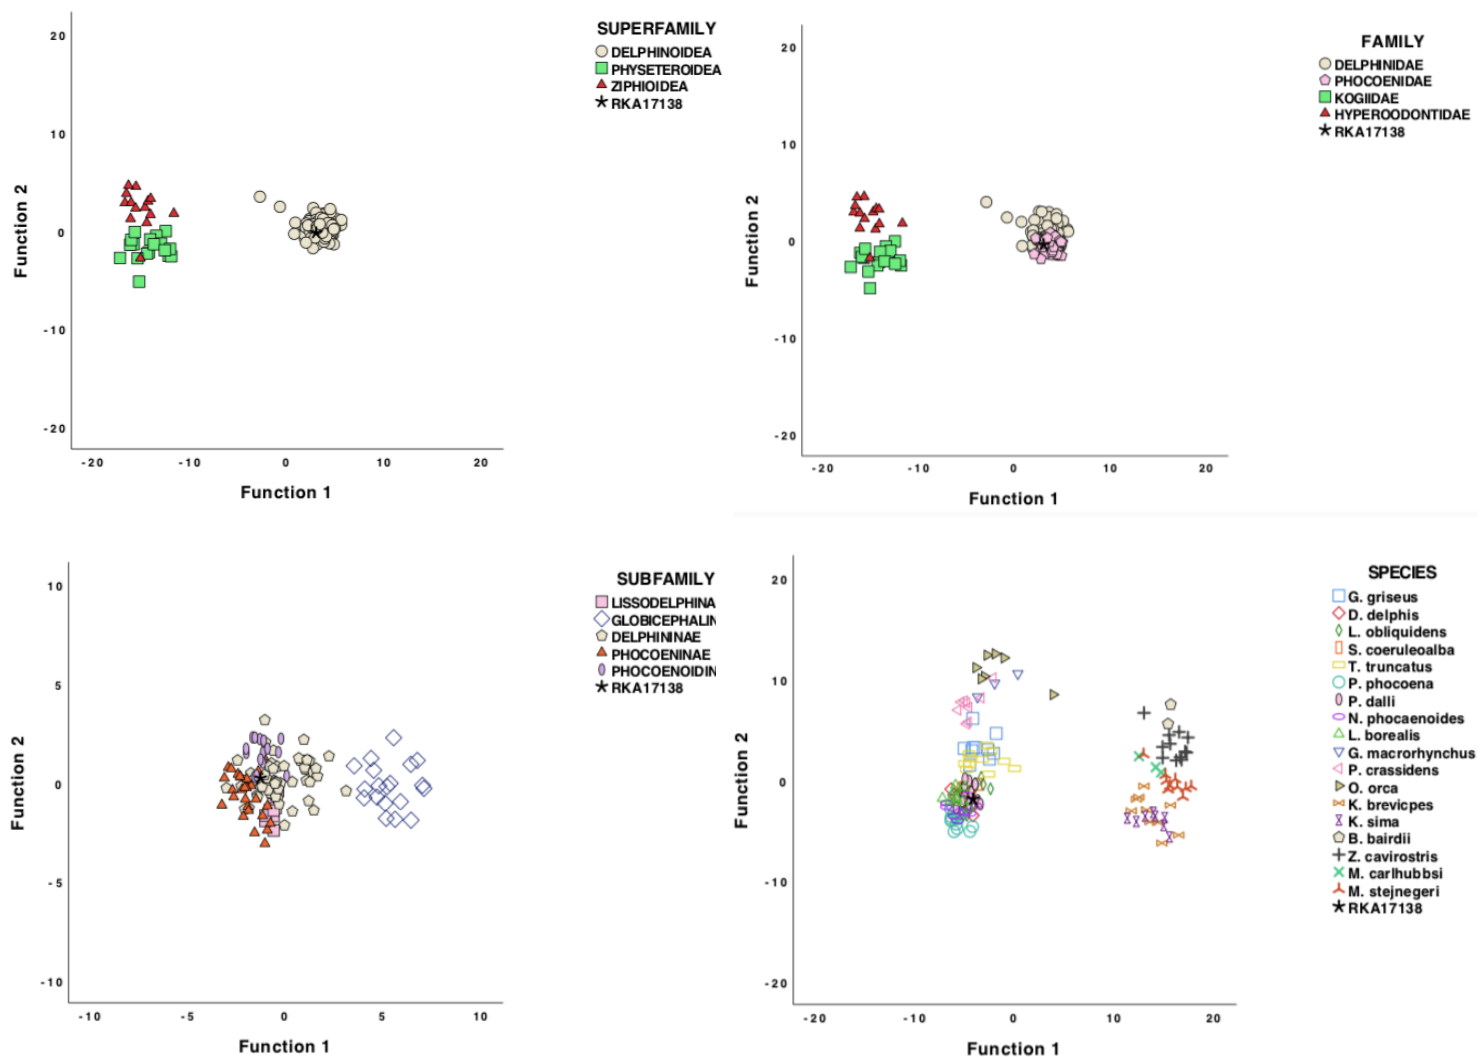 SUPERFAMILY
DELPHINOIDEA
PHYSETEROIDEA
ZIPHIOIDEA
RKA17138
20
10
0
-10
-20
Function 2
-20 -10 0 10 20
Function 1
FAMILY
DELPHINIDAE
PHOCOENIDAE
KOGIIDAE
HYPEROODONTIDAE
RKA17138
20
10
0
-10
-20
Function 2
-20 -10 0 10 20
Function 1
SUBFAMILY
LISSODELPHINA
GLOBICEPHALIN
DELPHININAE
PHOCOENINAE
PHOCOENOIDIN
RKA17138
10
5
0
-5
-10
Function 2
-10 -5 0 5 10
Function 1
SPECIES
G. griseus
D. delphis
L. obliquidens
S. coeruleoalba
T. truncatus
P. phocoena
P. dalli
N. phocaenoides
L. borealis
G. macrorhynchus
P. crassidens
O. orca
K. brevicpes
K. sima
B. bairdii
Z. cavirostris
M. carlhubbsi
M. stejnegeri
RKA17138
20
10
0
-10
-20
Function 2
-20 -10 0 10 20
Function 1